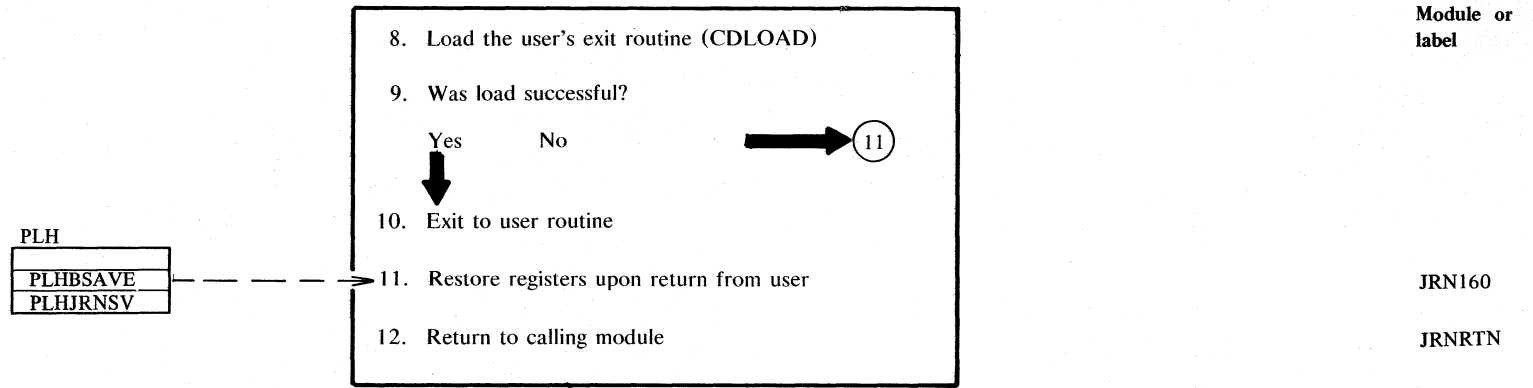 Module or
label
8. Load the user's exit routine (CDLOAD)
9. Was load successful?
Yes No 11
10. Exit to user routine
PLH
PLHBSAVE
PLHJRNSV
11. Restore registers upon return from user JRN160
12. Return to calling module JRNRTN